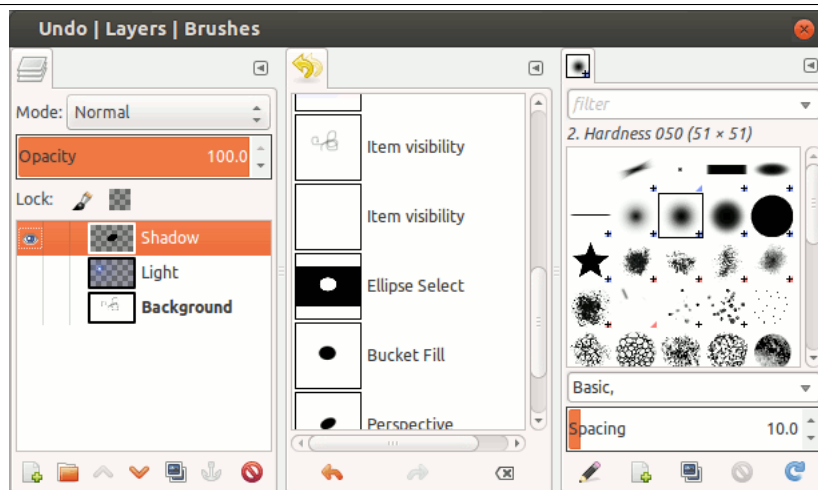 Undo | Layers | Brushes
Mode: Normal
Opacity 100.0
Lock:
Shadow
Light
Background
Item visibility
Item visibility
Ellipse Select
Bucket Fill
Perspective
filter
2. Hardness 050 (51 × 51)
Basic,
Spacing 10.0